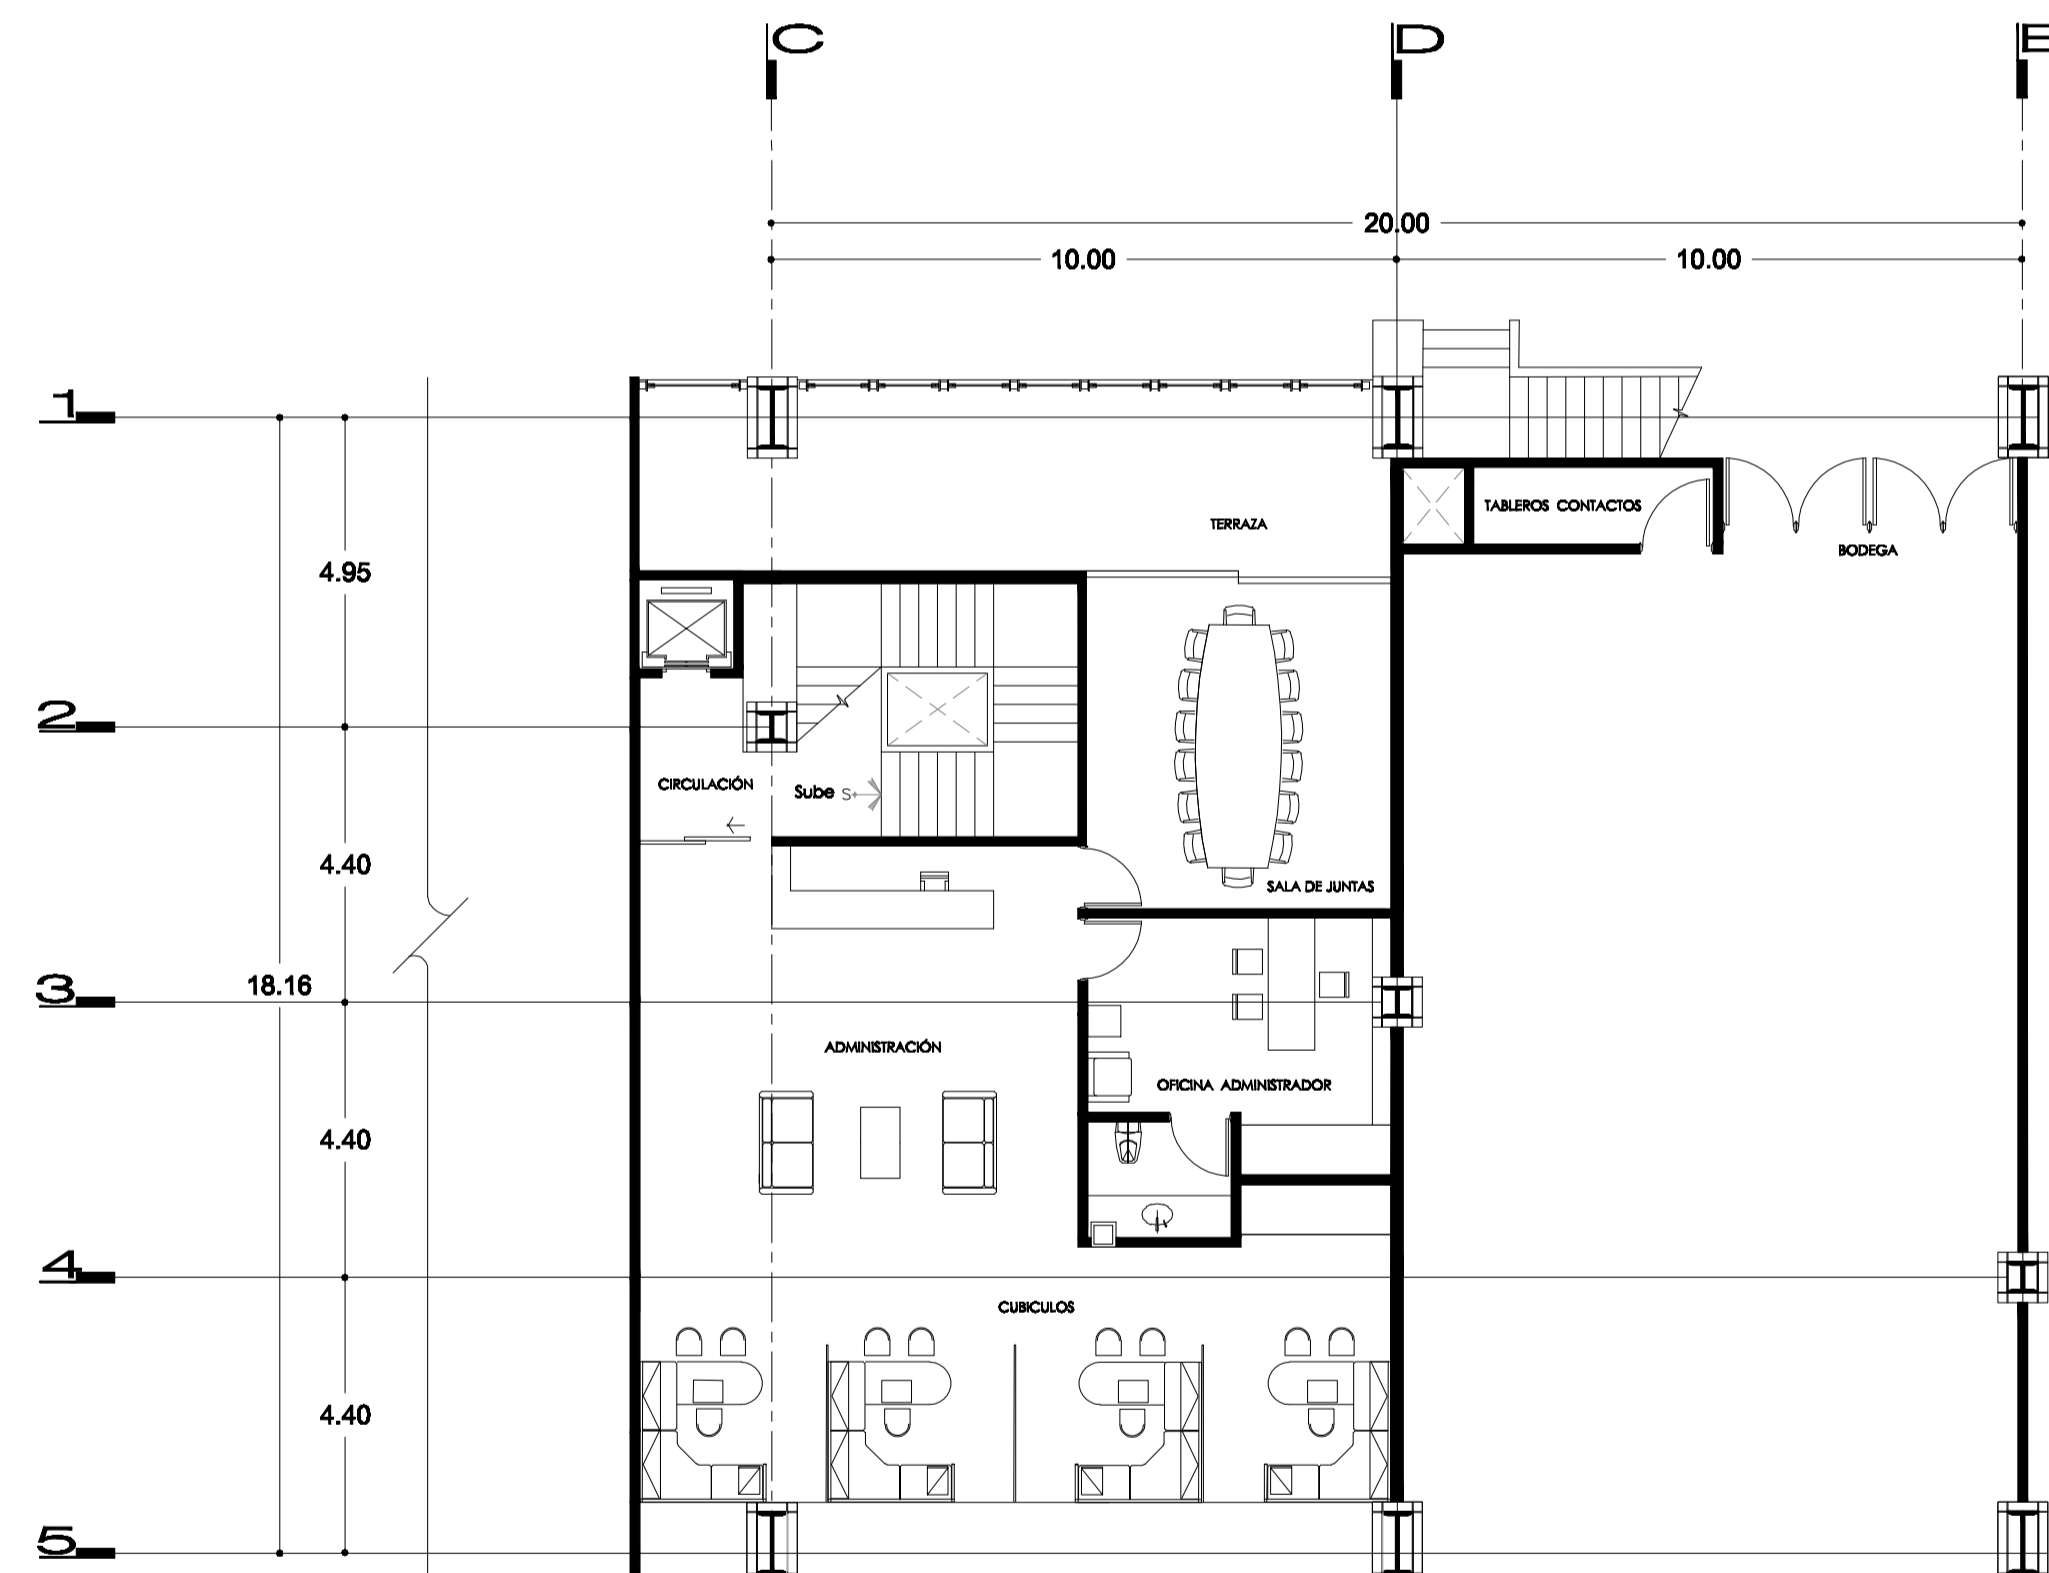 C
D
E
20.00
10.00
10.00
1
TABLEROS CONTACTOS
TERRAZA
BODEGA
4.95
2
CIRCULACIÓN
Sube S+
4.40
SALA DE JUNTAS
18.16
3
ADMINISTRACIÓN
OFICINA ADMINISTRADOR
4.40
4
CUBICULOS
4.40
5